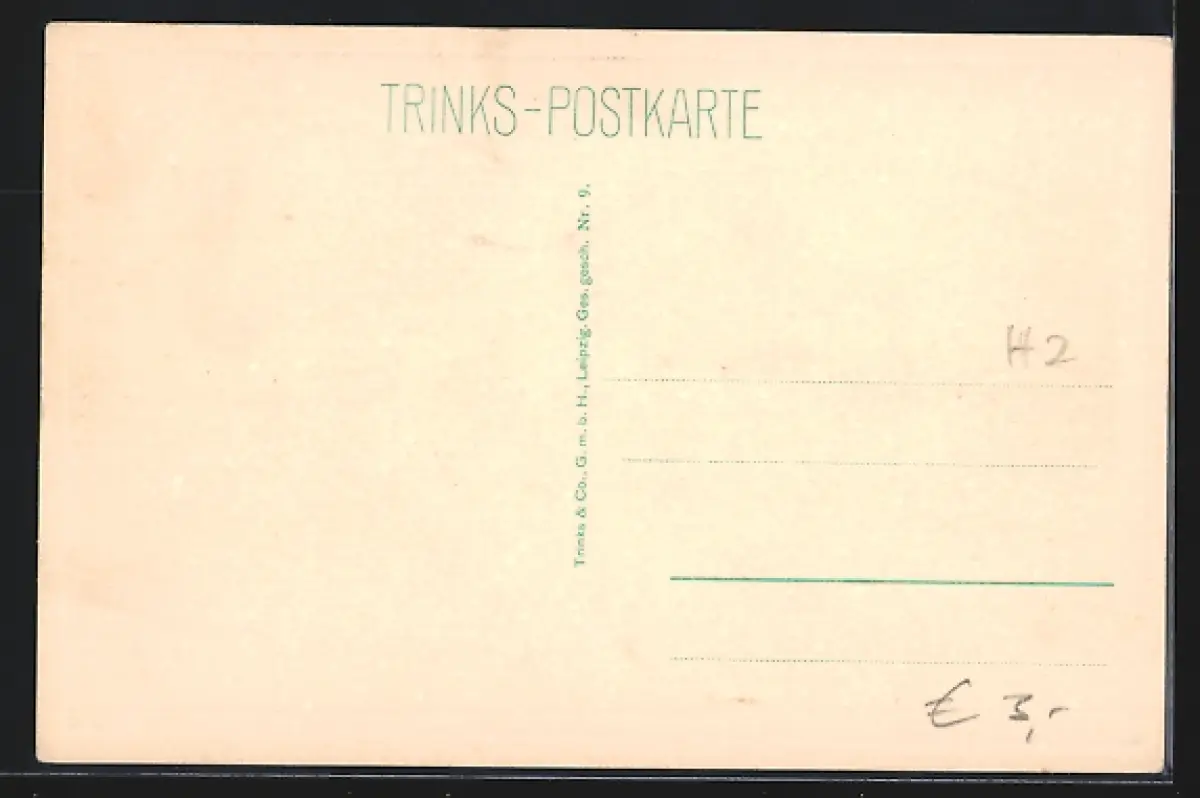 TRINKS-POSTKARTE
Trinks & Co., G. m. b. H., Leipzig. Ges. gesch. Nr. 9.
H2
€ 3,-